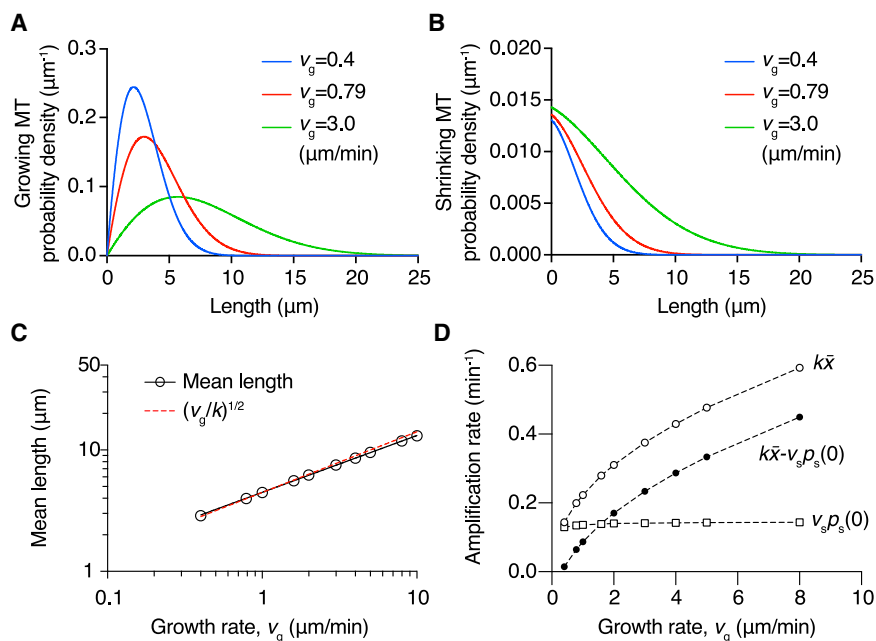 A
0.3
0.2
0.1
0.0
Growing MT
probability density (μm⁻¹)
0
5
10
15
20
25
Length (μm)
vg=0.4
vg=0.79
vg=3.0
(μm/min)
B
0.020
0.015
0.010
0.005
0.000
Shrinking MT
probability density (μm⁻¹)
0
5
10
15
20
25
Length (μm)
vg=0.4
vg=0.79
vg=3.0
(μm/min)
C
50
10
1
Mean length (μm)
Mean length
(vg/k)¹/²
0.1
1
10
Growth rate, vg (μm/min)
D
0.6
0.4
0.2
0.0
Amplification rate (min⁻¹)
kx̄
kx̄-vsps(0)
vsps(0)
0
2
4
6
8
10
Growth rate, vg (μm/min)